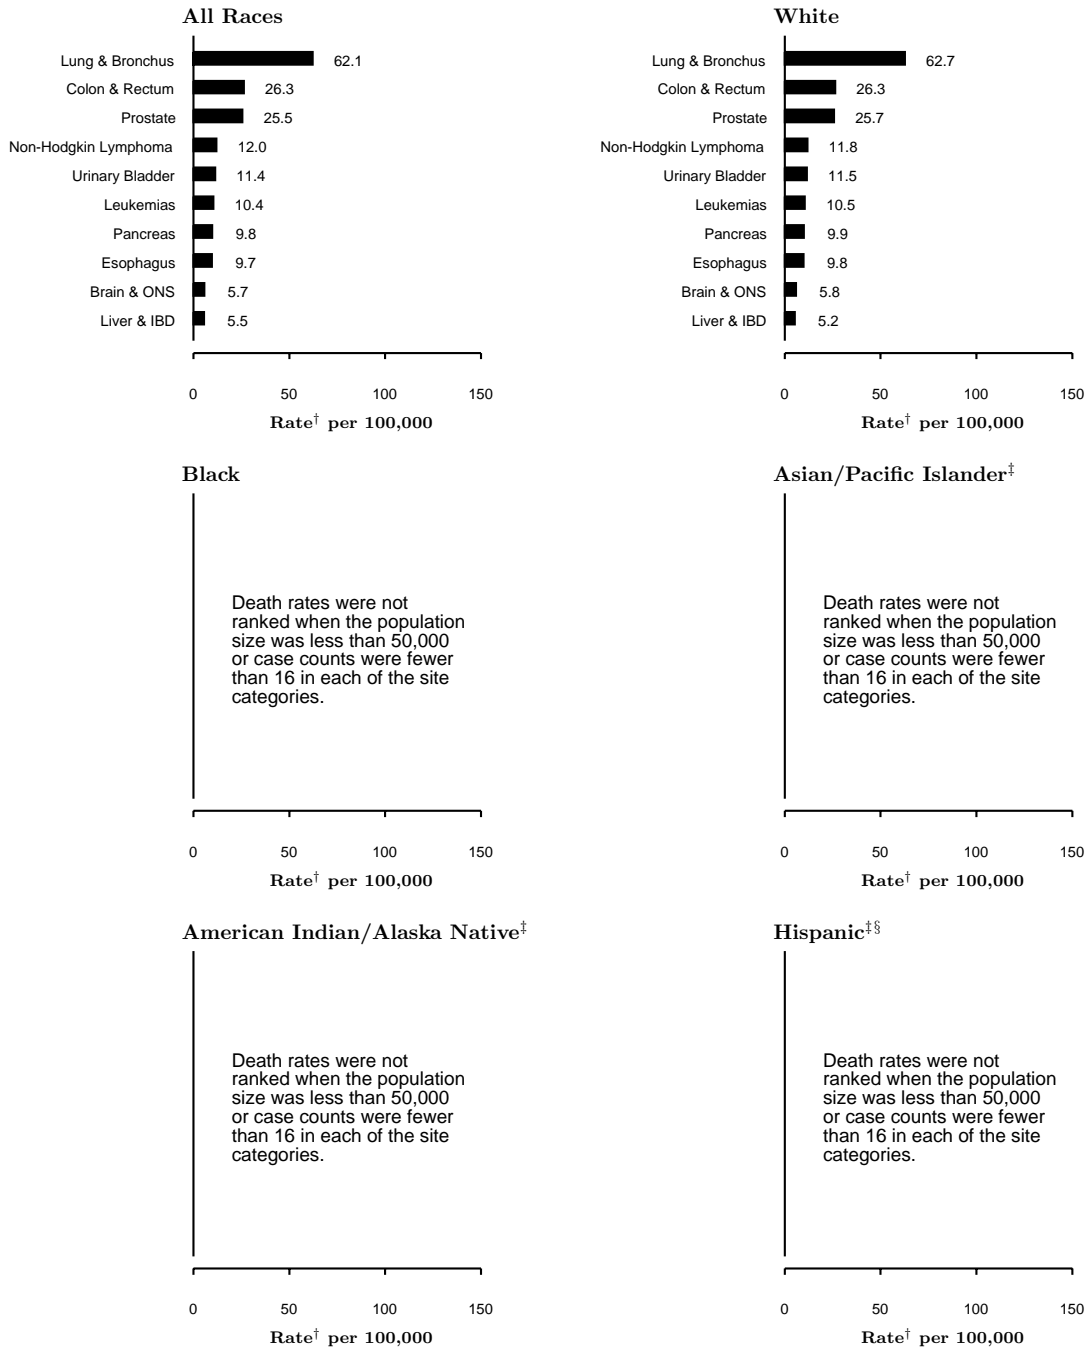 All Races
Lung & Bronchus 62.1
Colon & Rectum 26.3
Prostate 25.5
Non-Hodgkin Lymphoma 12.0
Urinary Bladder 11.4
Leukemias 10.4
Pancreas 9.8
Esophagus 9.7
Brain & ONS 5.7
Liver & IBD 5.5
0 50 100 150
Rate† per 100,000
White
Lung & Bronchus 62.7
Colon & Rectum 26.3
Prostate 25.7
Non-Hodgkin Lymphoma 11.8
Urinary Bladder 11.5
Leukemias 10.5
Pancreas 9.9
Esophagus 9.8
Brain & ONS 5.8
Liver & IBD 5.2
0 50 100 150
Rate† per 100,000
Black
Death rates were not
ranked when the population
size was less than 50,000
or case counts were fewer
than 16 in each of the site
categories.
0 50 100 150
Rate† per 100,000
Asian/Pacific Islander‡
Death rates were not
ranked when the population
size was less than 50,000
or case counts were fewer
than 16 in each of the site
categories.
0 50 100 150
Rate† per 100,000
American Indian/Alaska Native‡
Death rates were not
ranked when the population
size was less than 50,000
or case counts were fewer
than 16 in each of the site
categories.
0 50 100 150
Rate† per 100,000
Hispanic‡§
Death rates were not
ranked when the population
size was less than 50,000
or case counts were fewer
than 16 in each of the site
categories.
0 50 100 150
Rate† per 100,000